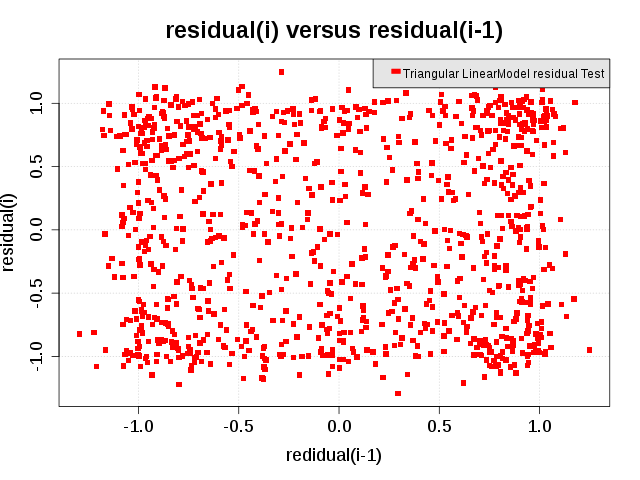 residual(i) versus residual(i-1)
Triangular LinearModel residual Test
residual(i)
1.0
0.5
0.0
-0.5
-1.0
-1.0 -0.5 0.0 0.5 1.0
redidual(i-1)